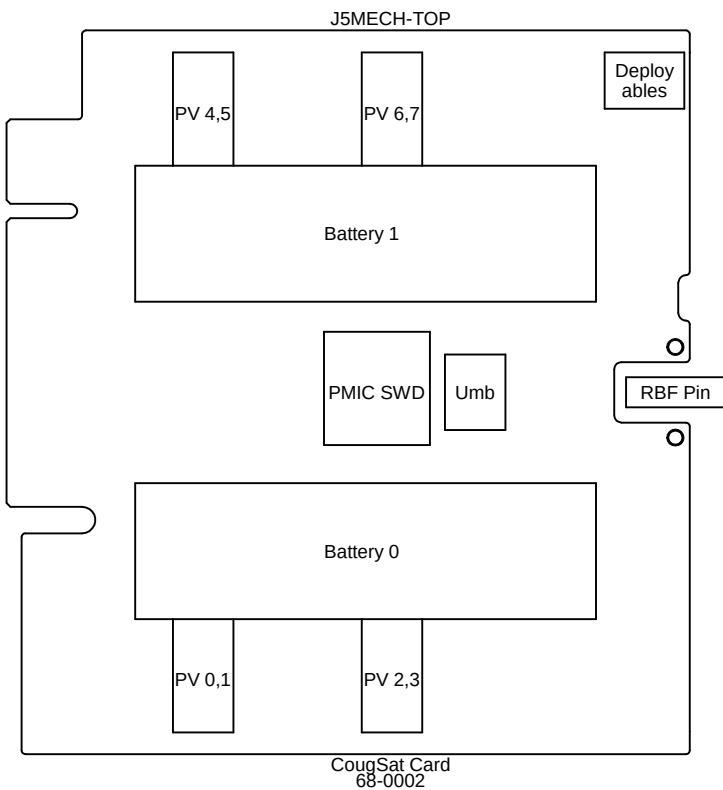 J5MECH-TOP
Deploy
ables
PV 4,5
PV 6,7
Battery 1
PMIC SWD
Umb
RBF Pin
Battery 0
PV 0,1
PV 2,3
CougSat Card
68-0002